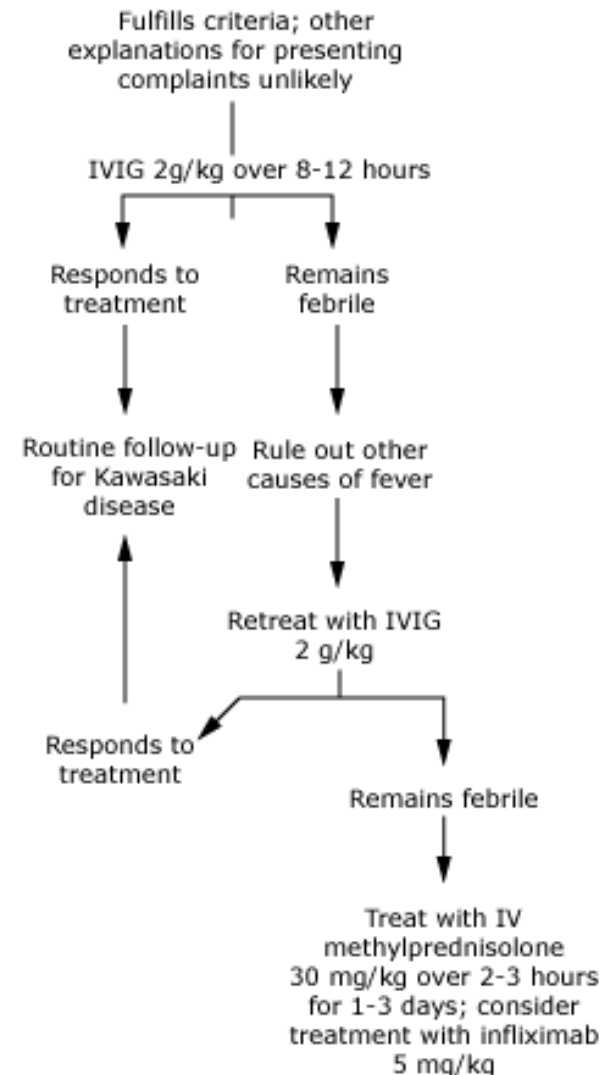 Fulfills criteria; other
explanations for presenting
complaints unlikely
IVIG 2g/kg over 8-12 hours
Responds to
treatment
Remains
febrile
Routine follow-up
for Kawasaki
disease
Rule out other
causes of fever
Retreat with IVIG
2 g/kg
Responds to
treatment
Remains febrile
Treat with IV
methylprednisolone
30 mg/kg over 2-3 hours
for 1-3 days; consider
treatment with infliximab
5 mg/kg